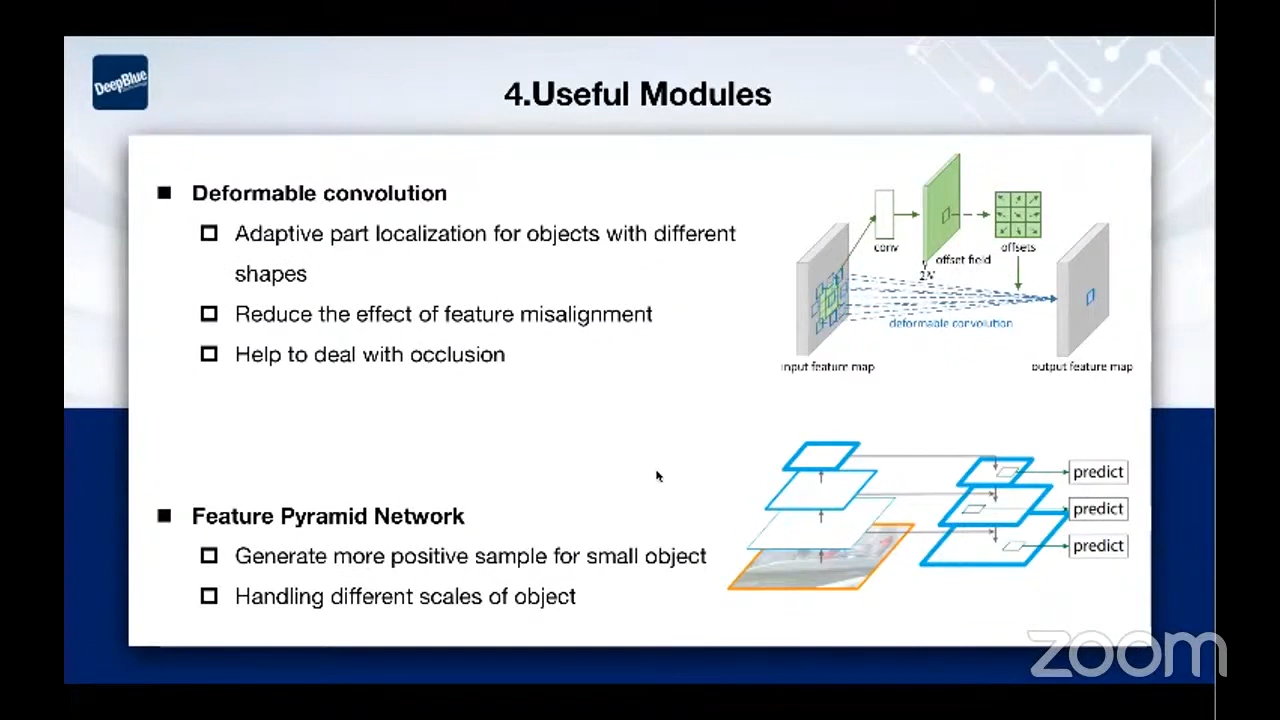 DeepBlue
4.Useful Modules
Deformable convolution
Adaptive part localization for objects with different
shapes
Reduce the effect of feature misalignment
Help to deal with occlusion
conv
offset field
offsets
2N
deformable convolution
input feature map
output feature map
Feature Pyramid Network
Generate more positive sample for small object
Handling different scales of object
predict
predict
predict
zoom